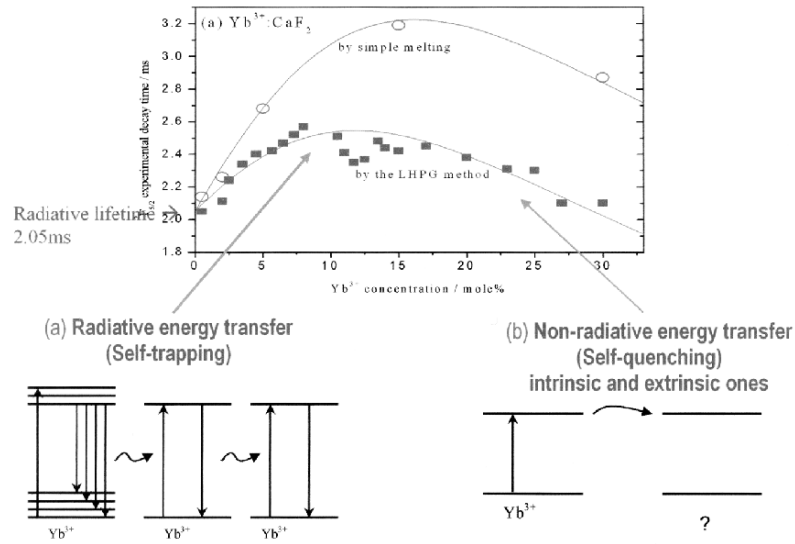 (a) Yb³⁺:CaF₂
by simple melting
by the LHPG method
²F₅/₂ experimental decay time / ms
3.2
3.0
2.8
2.6
2.4
2.2
2.0
1.8
0
5
10
15
20
25
30
Yb³⁺ concentration / mole%
Radiative lifetime
2.05ms
(a) Radiative energy transfer
(Self-trapping)
(b) Non-radiative energy transfer
(Self-quenching)
intrinsic and extrinsic ones
Yb³⁺
Yb³⁺
Yb³⁺
Yb³⁺
?